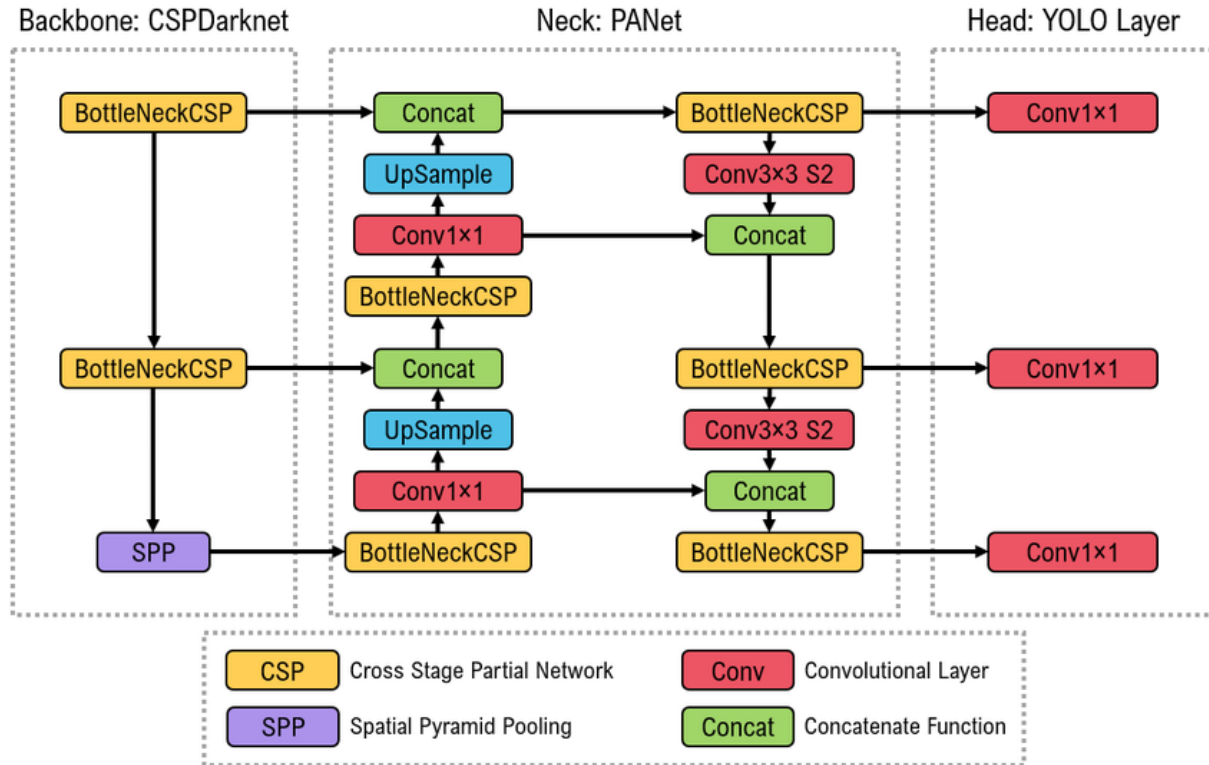 Backbone: CSPDarknet
Neck: PANet
Head: YOLO Layer
BottleNeckCSP
Concat
BottleNeckCSP
Conv1×1
UpSample
Conv3×3 S2
Conv1×1
Concat
BottleNeckCSP
BottleNeckCSP
Concat
BottleNeckCSP
Conv1×1
UpSample
Conv3×3 S2
Conv1×1
Concat
SPP
BottleNeckCSP
BottleNeckCSP
Conv1×1
CSP
Cross Stage Partial Network
Conv
Convolutional Layer
SPP
Spatial Pyramid Pooling
Concat
Concatenate Function